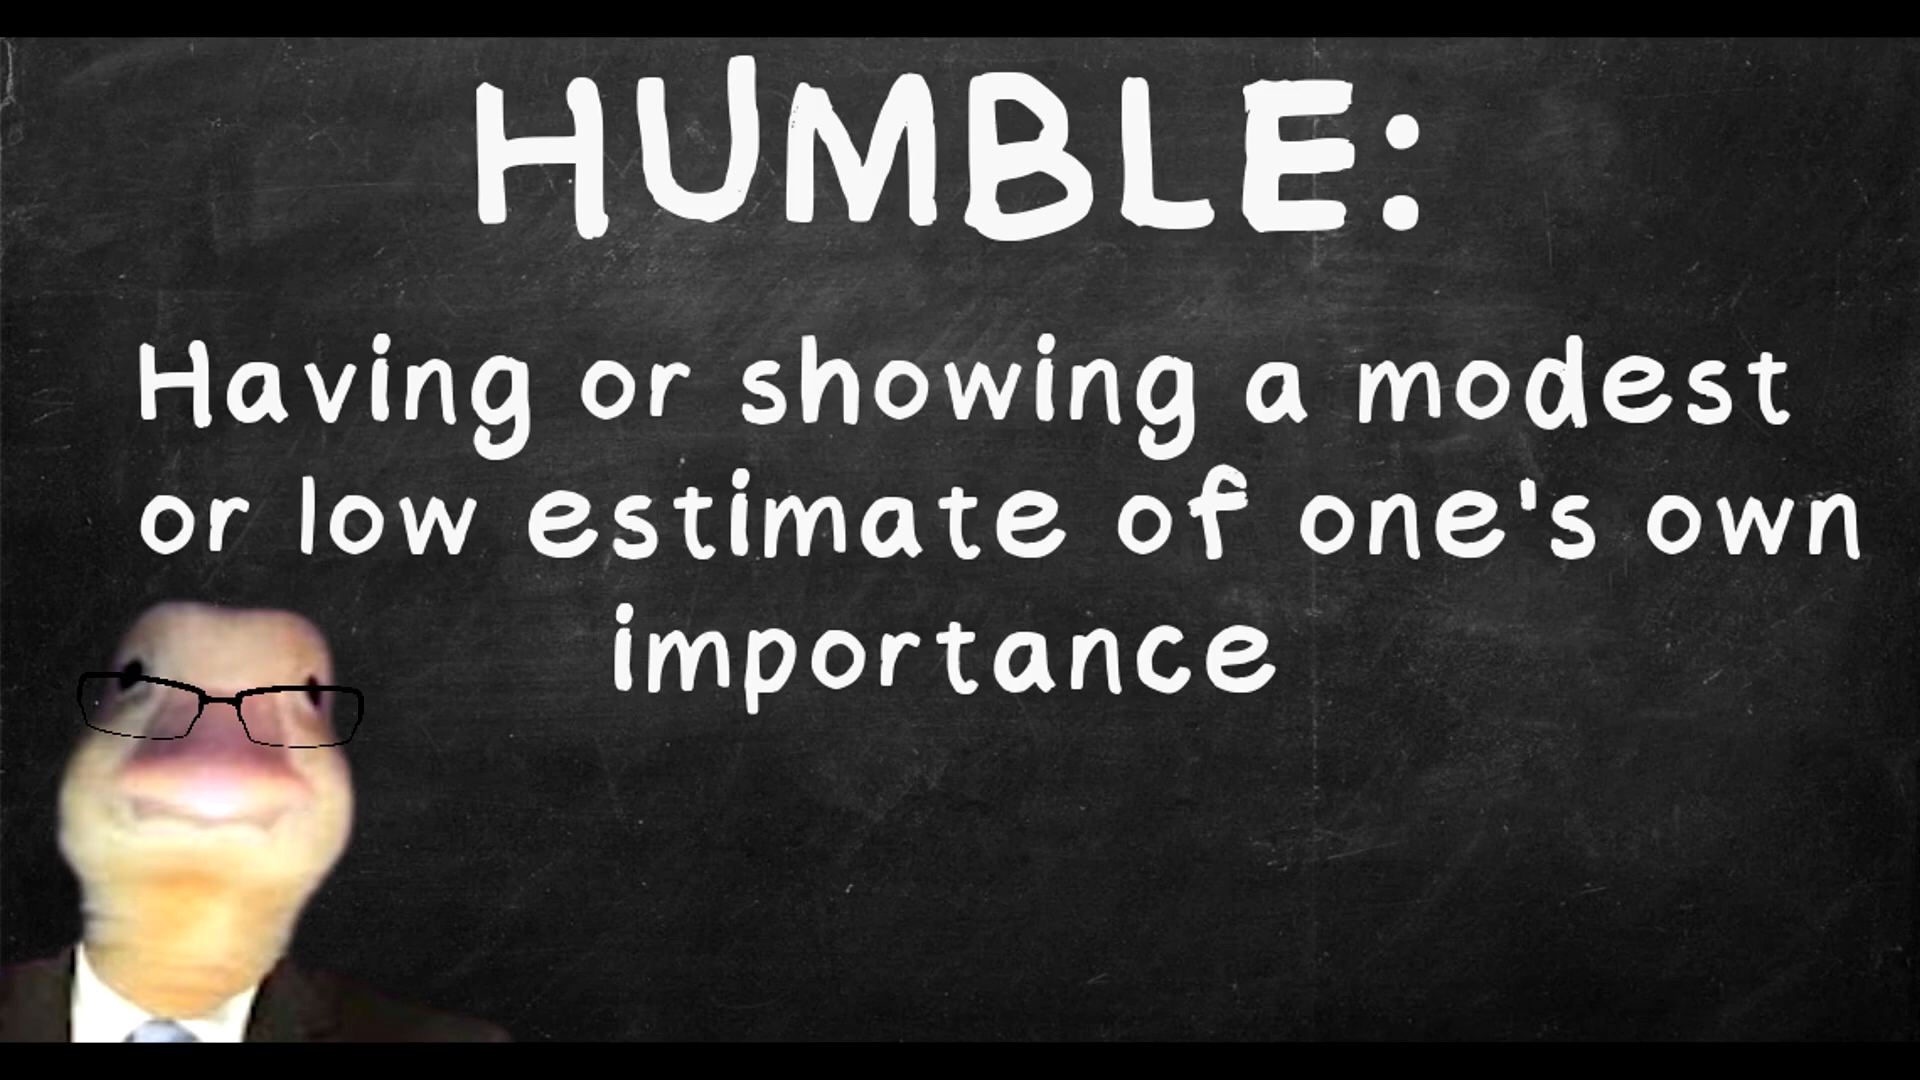 HUMBLE:
Having or showing a modest
or low estimate of one's own
importance